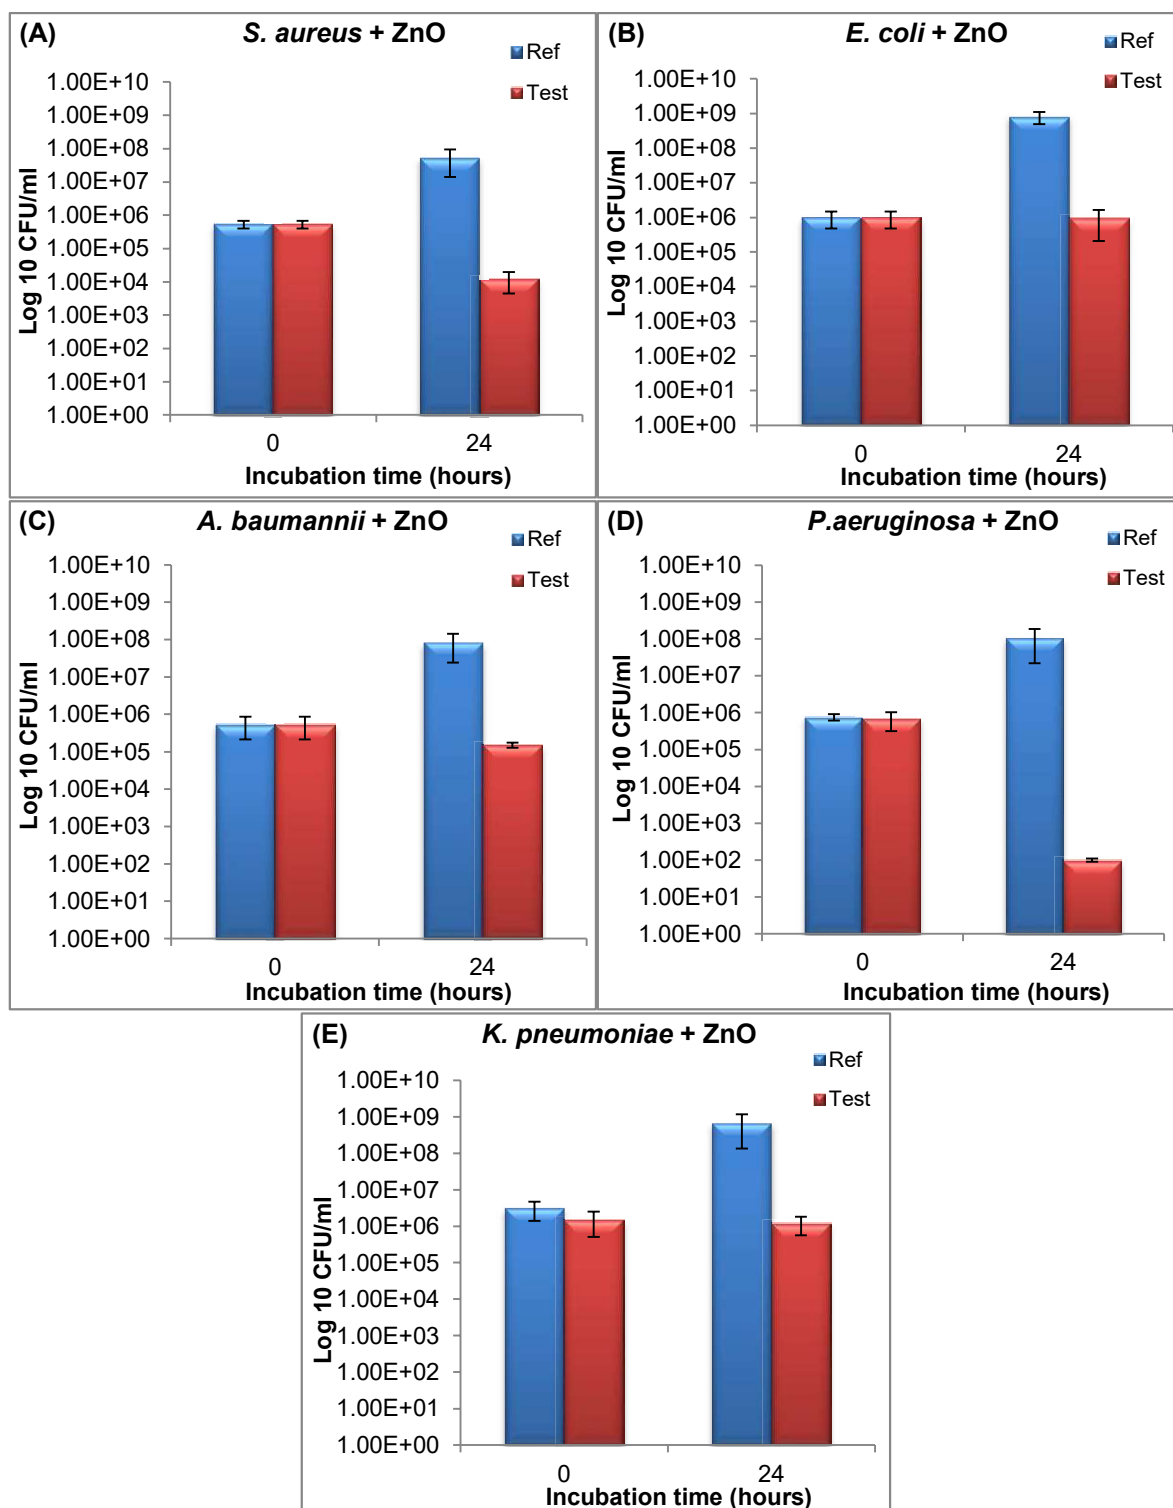 (A)
S. aureus + ZnO
Ref
Test
Log 10 CFU/ml
1.00E+10
1.00E+09
1.00E+08
1.00E+07
1.00E+06
1.00E+05
1.00E+04
1.00E+03
1.00E+02
1.00E+01
1.00E+00
0 24
Incubation time (hours)
(B)
E. coli + ZnO
Ref
Test
Log 10 CFU/ml
1.00E+10
1.00E+09
1.00E+08
1.00E+07
1.00E+06
1.00E+05
1.00E+04
1.00E+03
1.00E+02
1.00E+01
1.00E+00
0 24
Incubation time (hours)
(C)
A. baumannii + ZnO
Ref
Test
Log 10 CFU/ml
1.00E+10
1.00E+09
1.00E+08
1.00E+07
1.00E+06
1.00E+05
1.00E+04
1.00E+03
1.00E+02
1.00E+01
1.00E+00
0 24
Incubation time (hours)
(D)
P.aeruginosa + ZnO
Ref
Test
Log 10 CFU/ml
1.00E+10
1.00E+09
1.00E+08
1.00E+07
1.00E+06
1.00E+05
1.00E+04
1.00E+03
1.00E+02
1.00E+01
1.00E+00
0 24
Incubation time (hours)
(E)
K. pneumoniae + ZnO
Ref
Test
Log 10 CFU/ml
1.00E+10
1.00E+09
1.00E+08
1.00E+07
1.00E+06
1.00E+05
1.00E+04
1.00E+03
1.00E+02
1.00E+01
1.00E+00
0 24
Incubation time (hours)